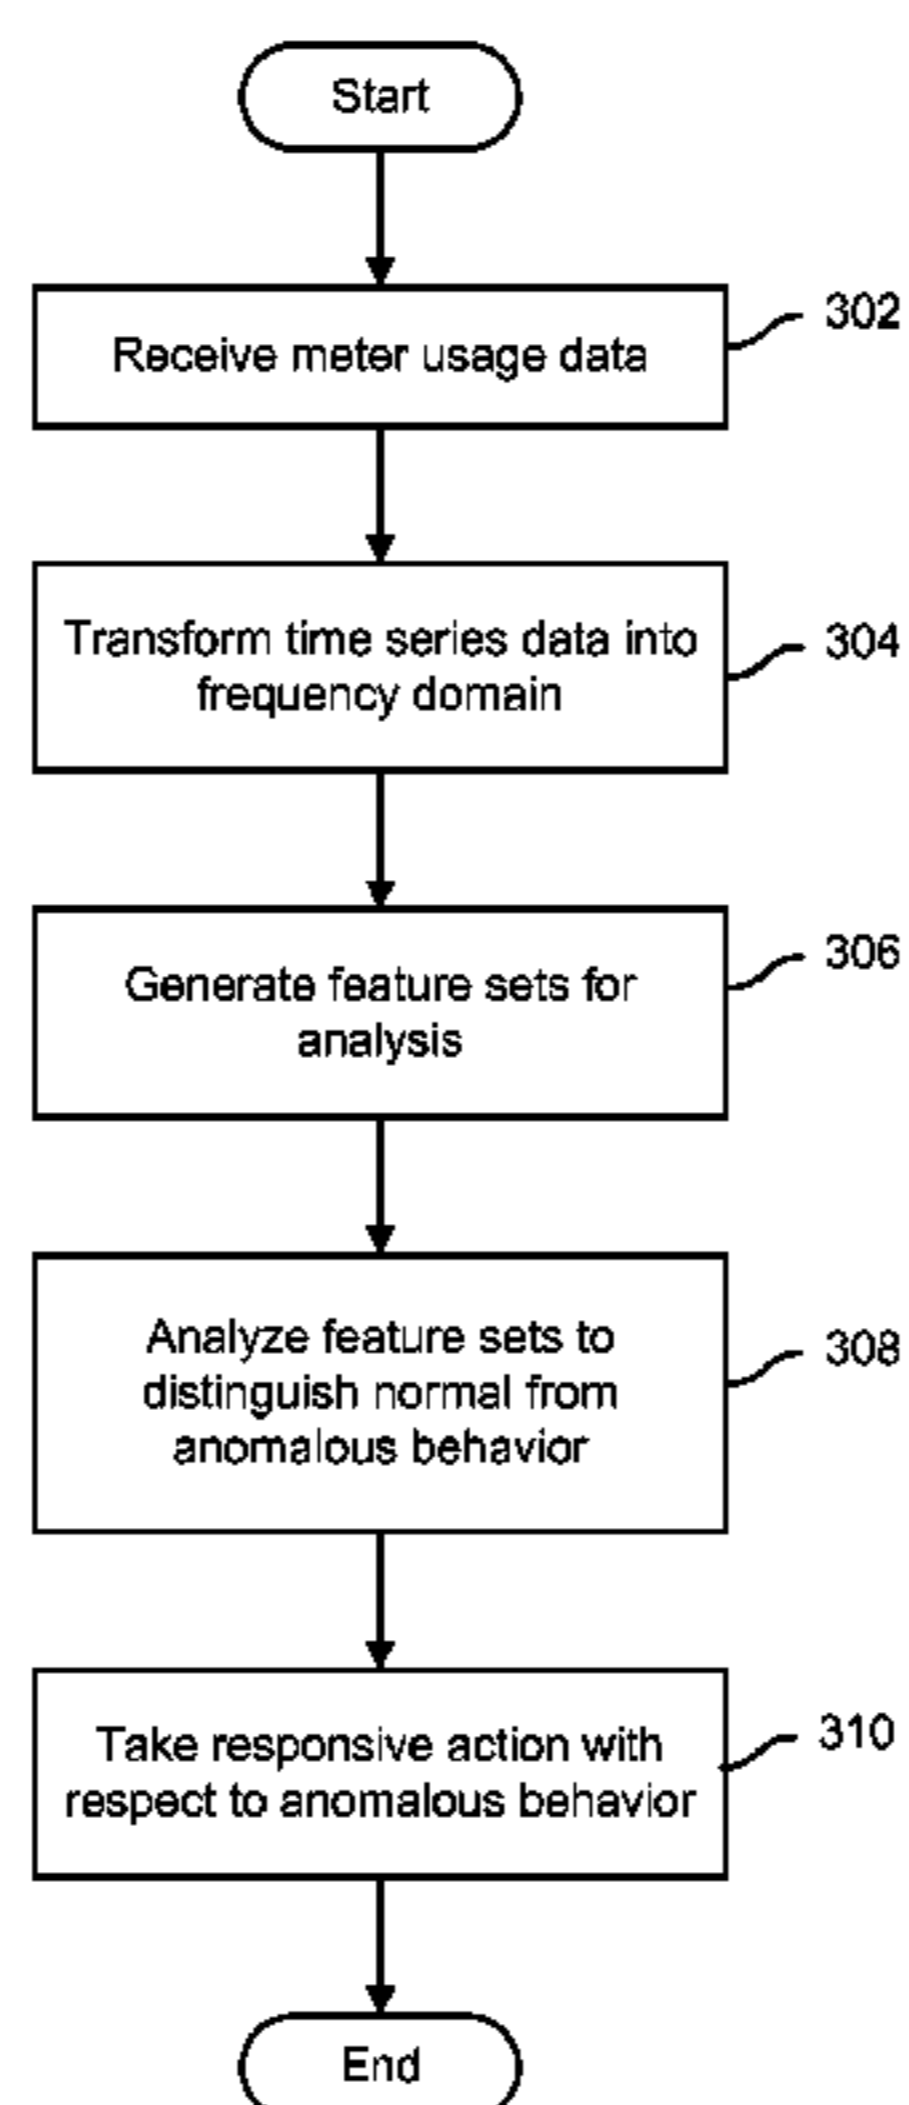 Start
Receive meter usage data
302
Transform time series data into
frequency domain
304
Generate feature sets for
analysis
306
Analyze feature sets to
distinguish normal from
anomalous behavior
308
Take responsive action with
respect to anomalous behavior
310
End